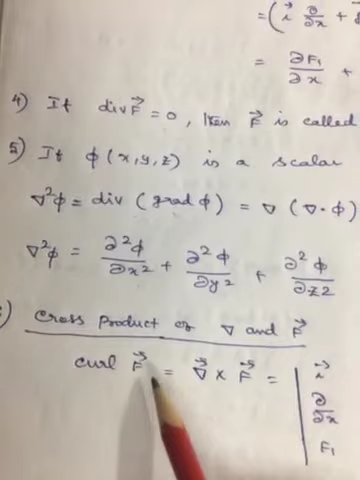 = (i⃗ ∂/∂x +
= ∂F₁/∂x +
4) If div F⃗ = 0, then F⃗ is called
5) If ϕ(x,y,z) is a scalar
∇²ϕ = div (grad ϕ) = ∇ (∇·ϕ)
∇²ϕ = ∂²ϕ/∂x² + ∂²ϕ/∂y² + ∂²ϕ/∂z²
) Cross Product of ∇ and F⃗
curl F⃗ = ∇⃗ × F⃗ = | i⃗
∂/∂x
F₁